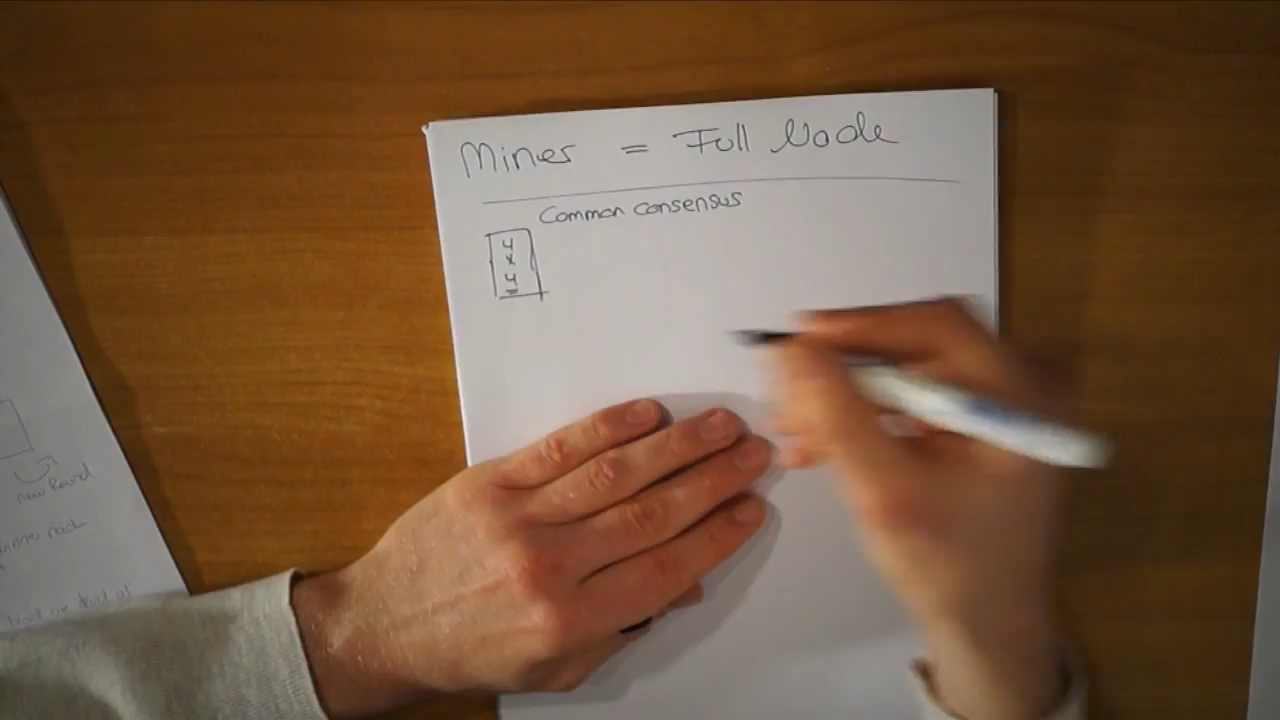 Miner = Full Node
Common Consensus
4
x
4
=
new Round